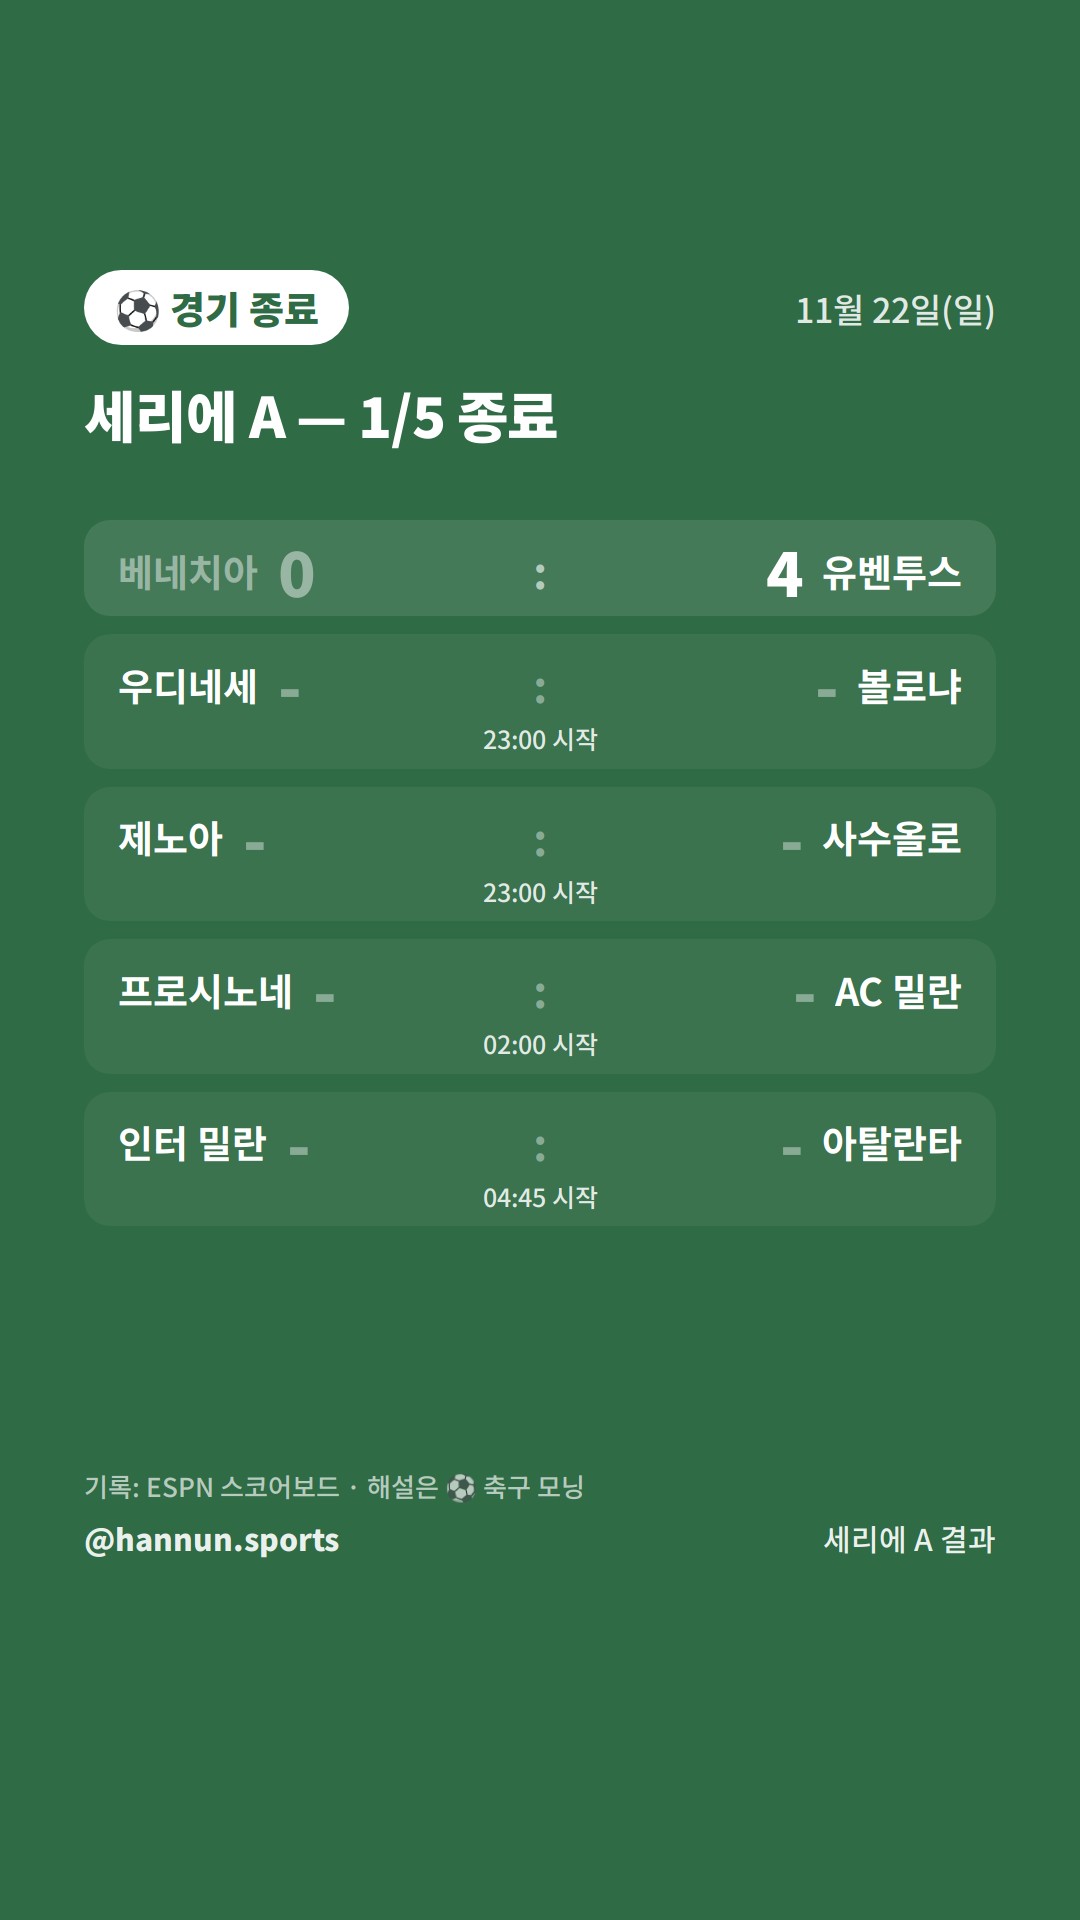 ⚽ 경기 종료
11월 22일(일)
세리에 A — 1/5 종료
베네치아 0 : 4 유벤투스
우디네세 - : - 볼로냐
23:00 시작
제노아 - : - 사수올로
23:00 시작
프로시노네 - : - AC 밀란
02:00 시작
인터 밀란 - : - 아탈란타
04:45 시작
기록: ESPN 스코어보드 · 해설은 ⚽ 축구 모닝
@hannun.sports
세리에 A 결과